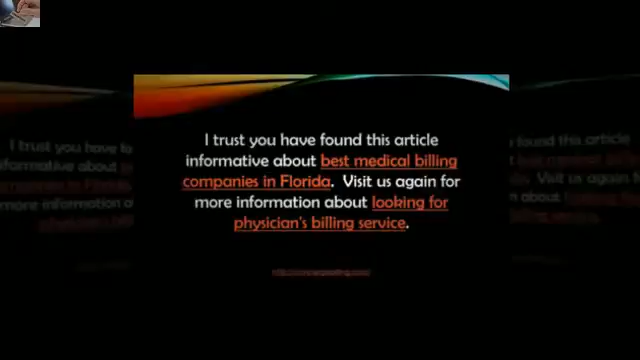 I trust you have found this article
informative about best medical billing
companies in Florida. Visit us again for
more information about looking for
physician's billing service.